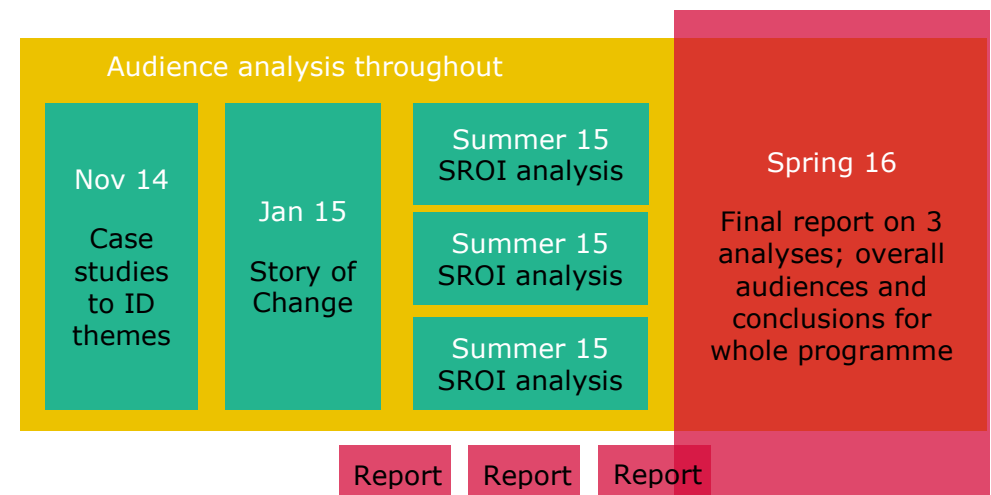 Audience analysis throughout
Nov 14
Case
studies
to ID
themes
Jan 15
Story of
Change
Summer 15
SROI analysis
Summer 15
SROI analysis
Summer 15
SROI analysis
Spring 16
Final report on 3
analyses; overall
audiences and
conclusions for
whole programme
Report
Report
Report